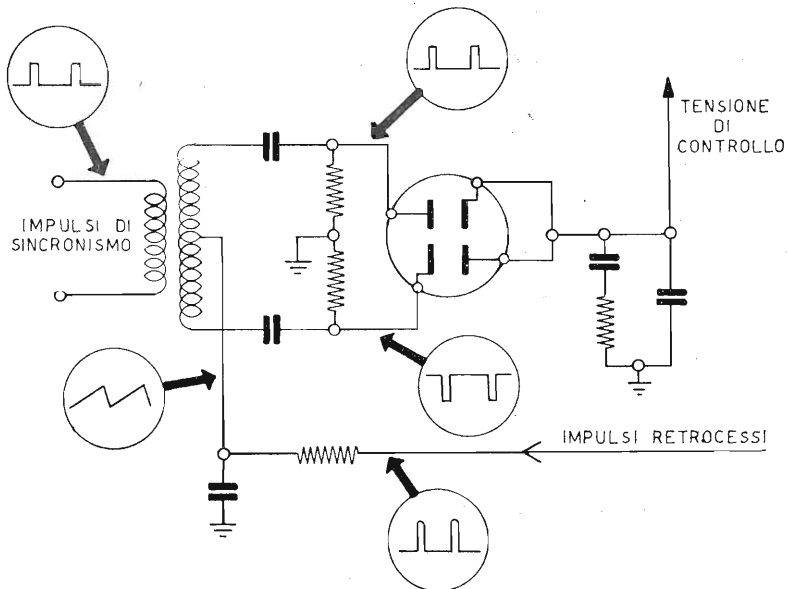 TENSIONE
DI
CONTROLLO
IMPULSI DI
SINCRONISMO
IMPULSI RETROCESSI